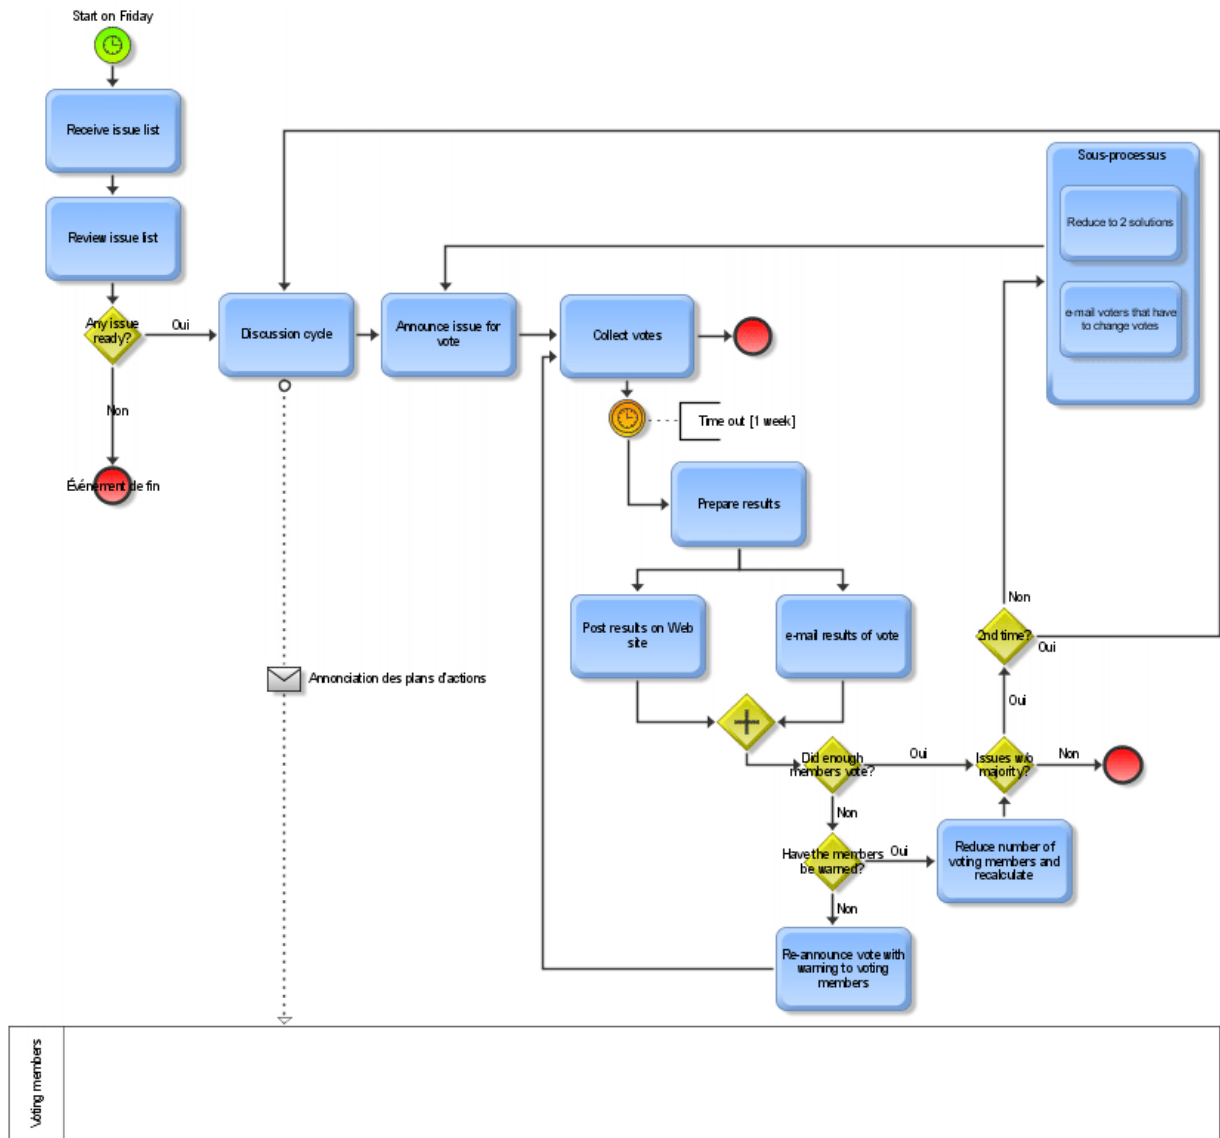 Start on Friday
Receive issue list
Review issue list
Any issue
ready?
Oui
Non
Événement de fin
Discussion cycle
Announce issue for
vote
Collect votes
Time out [1 week]
Prepare results
Post results on Web
site
e-mail results of vote
Annonciation des plans d'actions
Did enough
members vote?
Oui
Non
Have the members
be warned?
Oui
Non
Re-announce vote with
warning to voting
members
Reduce number of
voting members and
recalculate
Issues w/o
majority?
Non
Oui
2nd time?
Oui
Non
Sous-processus
Reduce to 2 solutions
e-mail voters that have
to change votes
Voting members